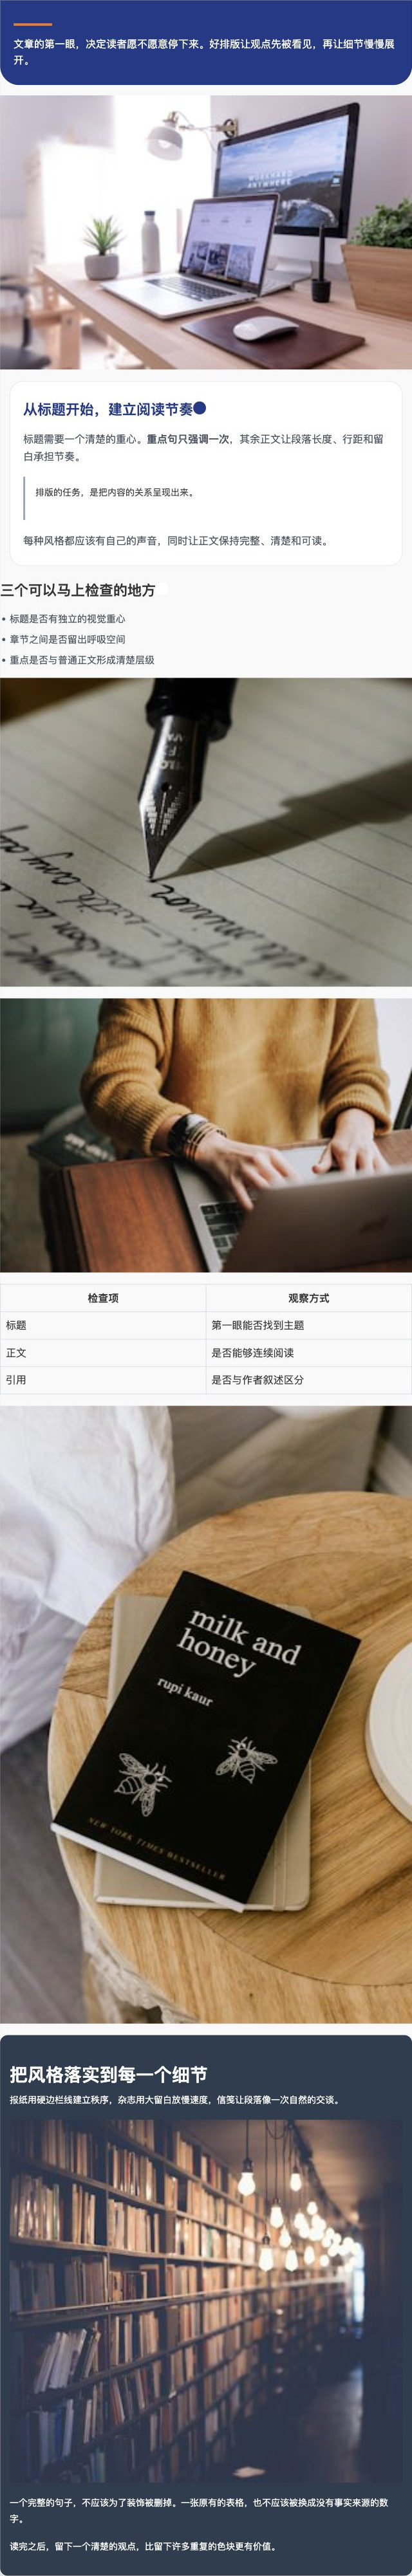 文章的第一眼，决定读者愿不愿意停下来。好排版让观点先被看见，再让细节慢慢展
开。
从标题开始，建立阅读节奏
标题需要一个清楚的重心。重点句只强调一次，其余正文让段落长度、行距和留
白承担节奏。
排版的任务，是把内容的关系呈现出来。
每种风格都应该有自己的声音，同时让正文保持完整、清楚和可读。
三个可以马上检查的地方
• 标题是否有独立的视觉重心
• 章节之间是否留出呼吸空间
• 重点是否与普通正文形成清楚层级
检查项 观察方式
标题 第一眼能否找到主题
正文 是否能够连续阅读
引用 是否与作者叙述区分
milk and
honey
rupi kaur
NEW YORK TIMES BESTSELLER
把风格落实到每一个细节
报纸用硬边栏线建立秩序，杂志用大留白放慢速度，信笺让段落像一次自然的交谈。
一个完整的句子，不应该为了装饰被删掉。一张原有的表格，也不应该被换成没有事实来源的数
字。
读完之后，留下一个清楚的观点，比留下许多重复的色块更有价值。